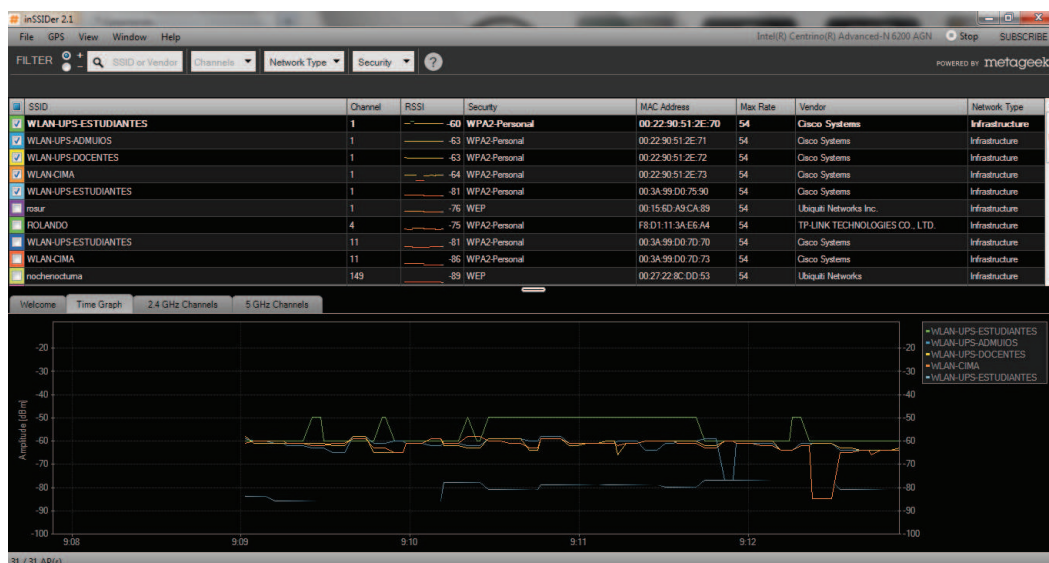 inSSIDer 2.1
File GPS View Window Help Intel(R) Centrino(R) Advanced-N 6200 AGN Stop SUBSCRIBE
FILTER + - SSID or Vendor Channels Network Type Security ? POWERED BY metageek
SSID Channel RSSI Security MAC Address Max Rate Vendor Network Type
WLAN-UPS-ESTUDIANTES 1 -60 WPA2-Personal 00:22:90:51:2E:70 54 Cisco Systems Infrastructure
WLAN-UPS-ADMUIOS 1 -63 WPA2-Personal 00:22:90:51:2E:71 54 Cisco Systems Infrastructure
WLAN-UPS-DOCENTES 1 -63 WPA2-Personal 00:22:90:51:2E:72 54 Cisco Systems Infrastructure
WLAN-CIMA 1 -64 WPA2-Personal 00:22:90:51:2E:73 54 Cisco Systems Infrastructure
WLAN-UPS-ESTUDIANTES 1 -81 WPA2-Personal 00:3A:99:D0:75:90 54 Cisco Systems Infrastructure
rosur 1 -76 WEP 00:15:6D:A9:CA:89 54 Ubiquiti Networks Inc. Infrastructure
ROLANDO 4 -75 WPA2-Personal F8:D1:11:3A:E6:A4 54 TP-LINK TECHNOLOGIES CO., LTD. Infrastructure
WLAN-UPS-ESTUDIANTES 11 -81 WPA2-Personal 00:3A:99:D0:7D:70 54 Cisco Systems Infrastructure
WLAN-CIMA 11 -86 WPA2-Personal 00:3A:99:D0:7D:73 54 Cisco Systems Infrastructure
nochenocturna 149 -89 WEP 00:27:22:8C:DD:53 54 Ubiquiti Networks Infrastructure
Welcome Time Graph 2.4 GHz Channels 5 GHz Channels
Amplitude [dBm]
-20 -20
-30 -30
-40 -40
-50 -50
-60 -60
-70 -70
-80 -80
-90 -90
-100 -100
9:08 9:09 9:10 9:11 9:12
WLAN-UPS-ESTUDIANTES
WLAN-UPS-ADMUIOS
WLAN-UPS-DOCENTES
WLAN-CIMA
WLAN-UPS-ESTUDIANTES
31 / 31 AP(s)